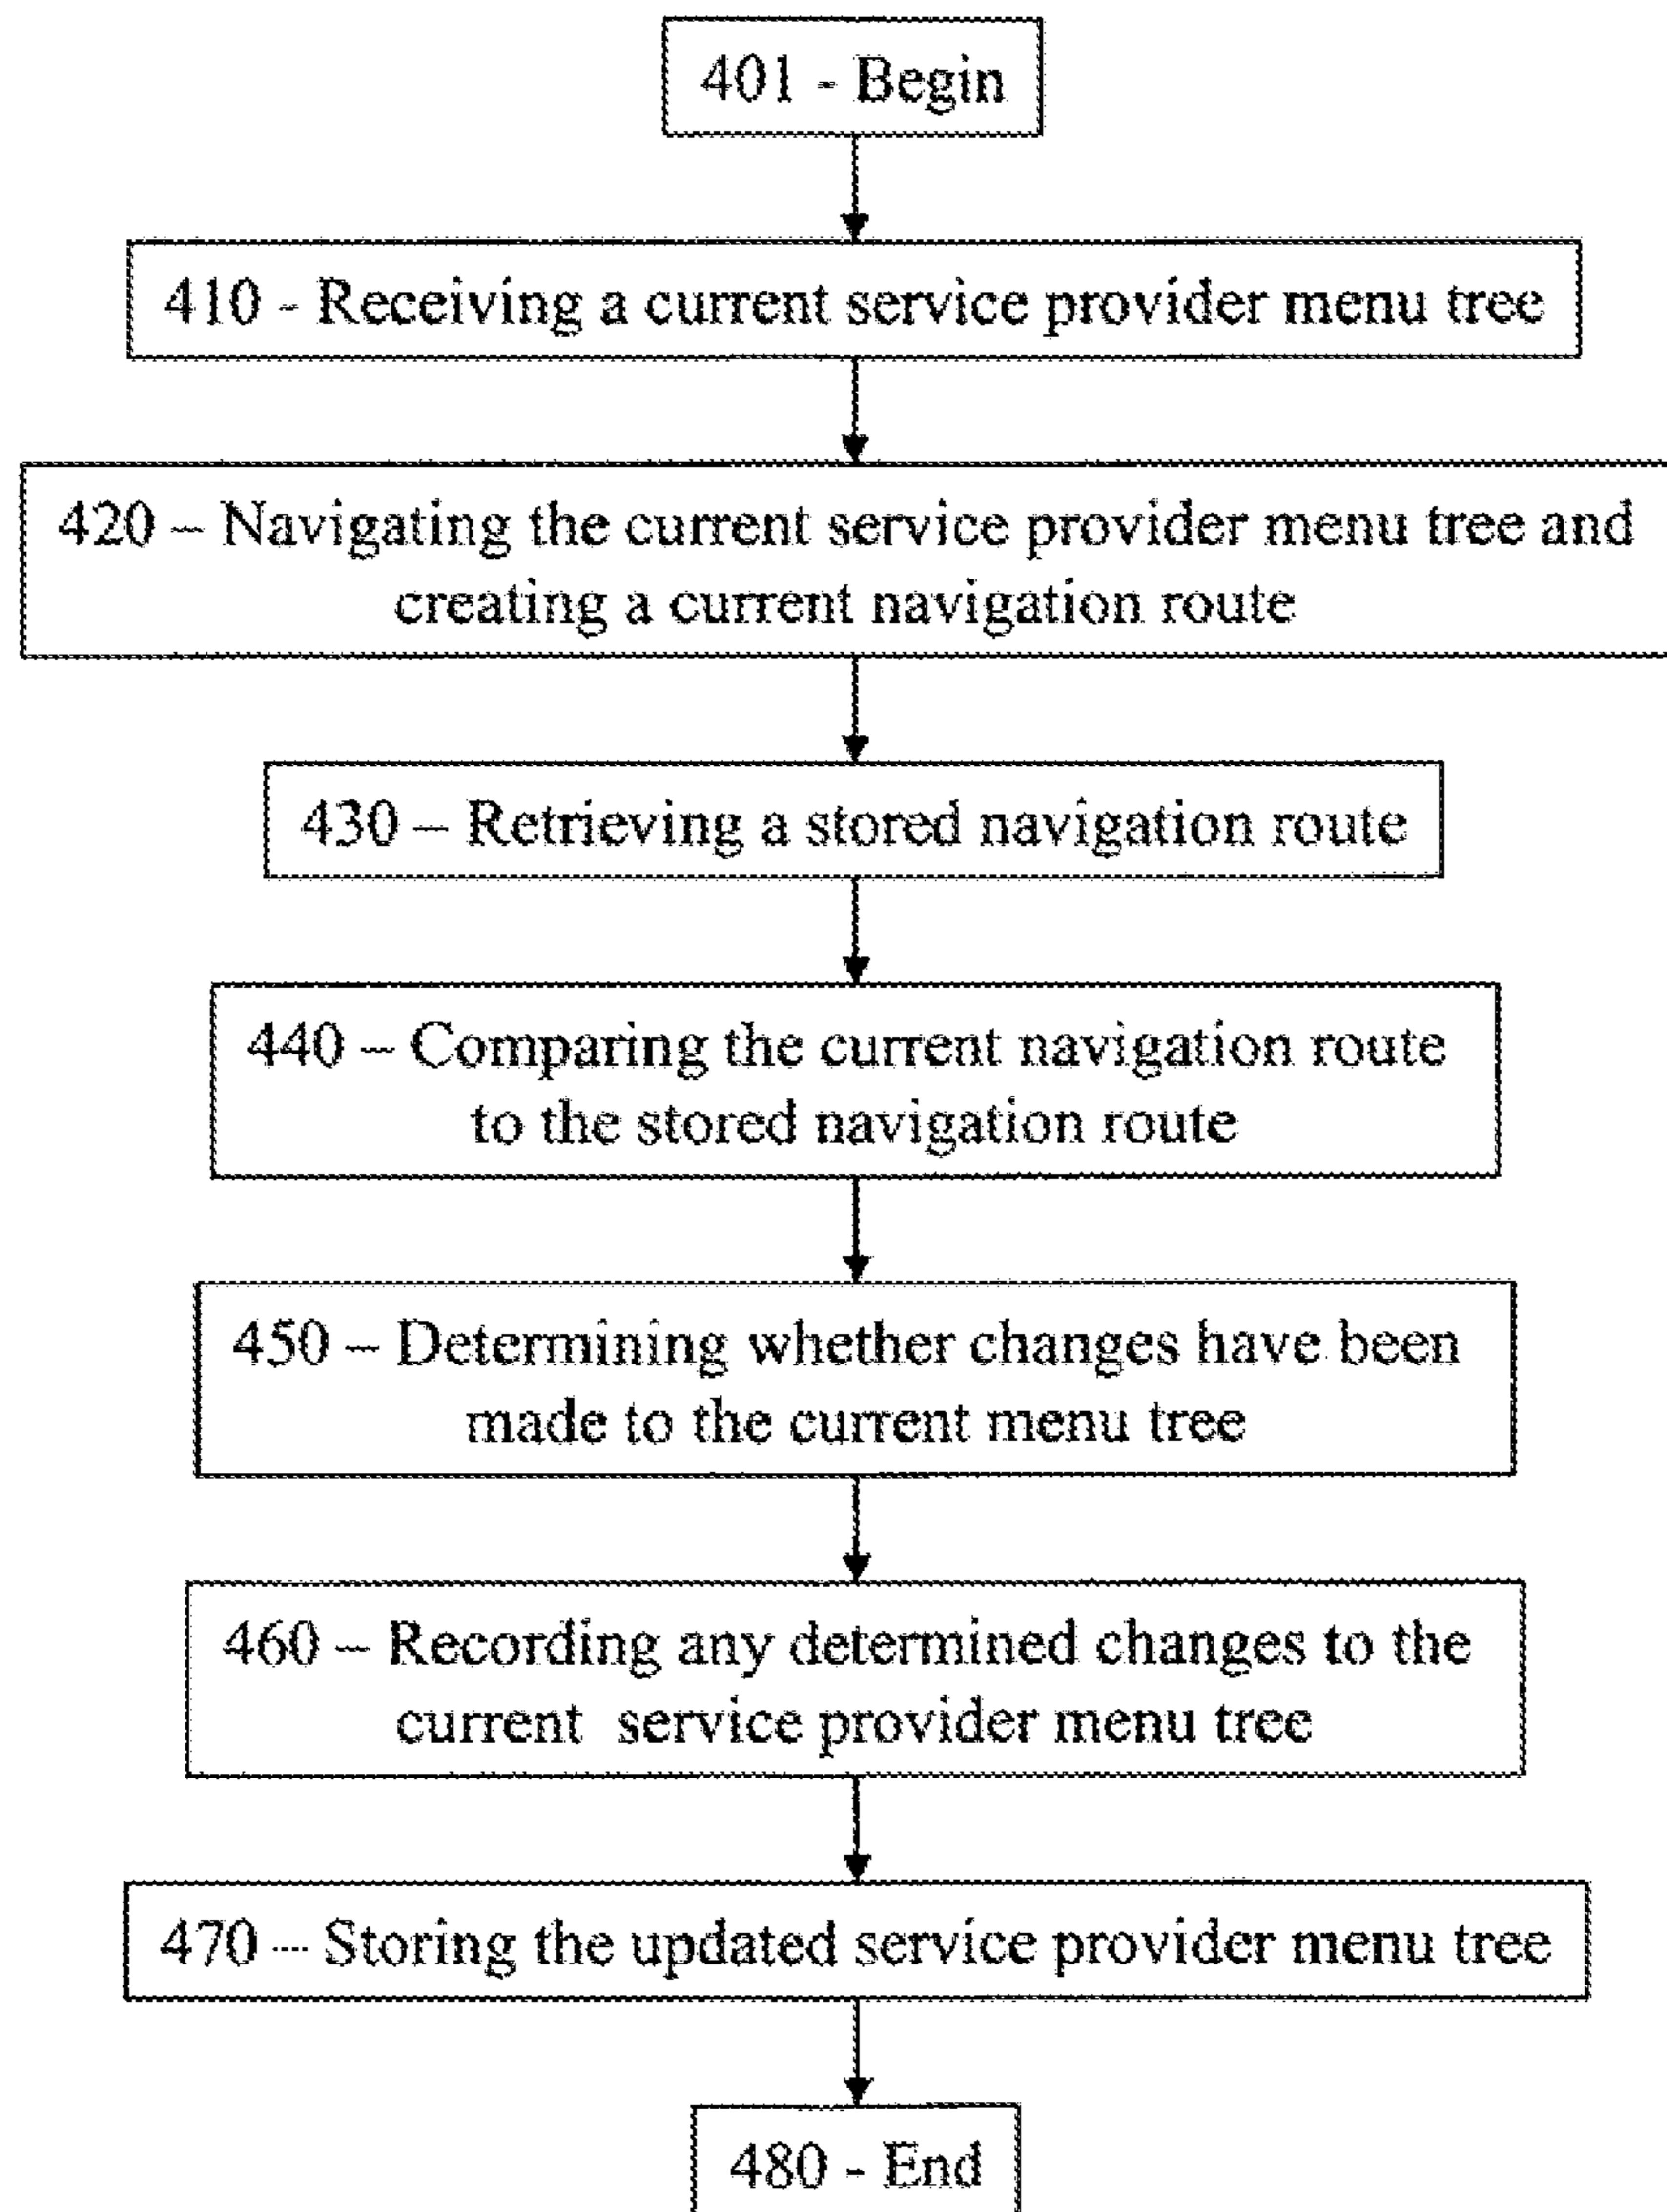 401 - Begin
410 - Receiving a current service provider menu tree
420 – Navigating the current service provider menu tree and
creating a current navigation route
430 – Retrieving a stored navigation route
440 – Comparing the current navigation route
to the stored navigation route
450 – Determining whether changes have been
made to the current menu tree
460 – Recording any determined changes to the
current service provider menu tree
470 – Storing the updated service provider menu tree
480 - End